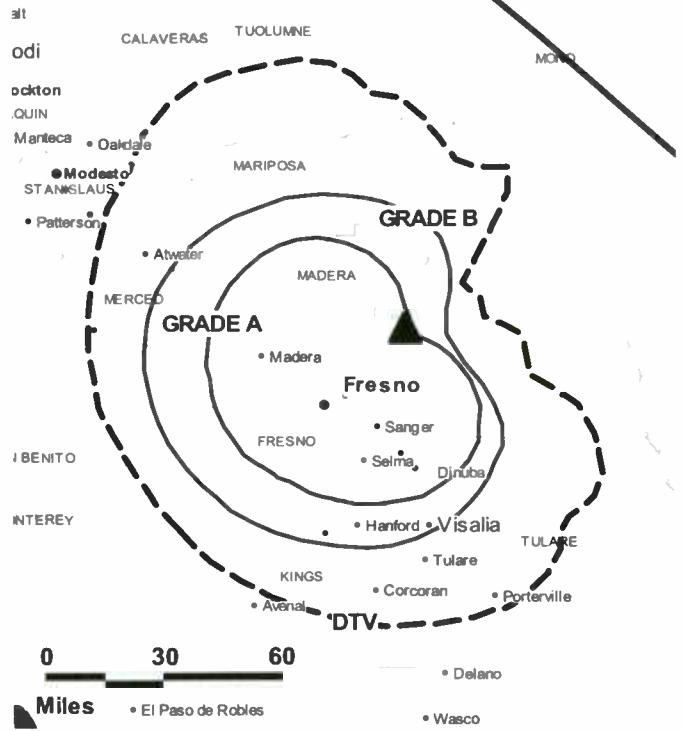 alt
CALAVERAS
TUOLUMNE
odi
MONO
ockton
QUIN
Manteca
Oakdale
MARIPOSA
Modesto
STANISLAUS
Patterson
GRADE B
Atwater
MADERA
MERCED
GRADE A
Madera
Fresno
Sanger
FRESNO
Selma
Dinuba
BENITO
NTEREY
Hanford
Visalia
TULARE
Tulare
KINGS
Corcoran
Porterville
Avenal
DTV
0 30 60
Delano
Miles
El Paso de Robles
Wasco